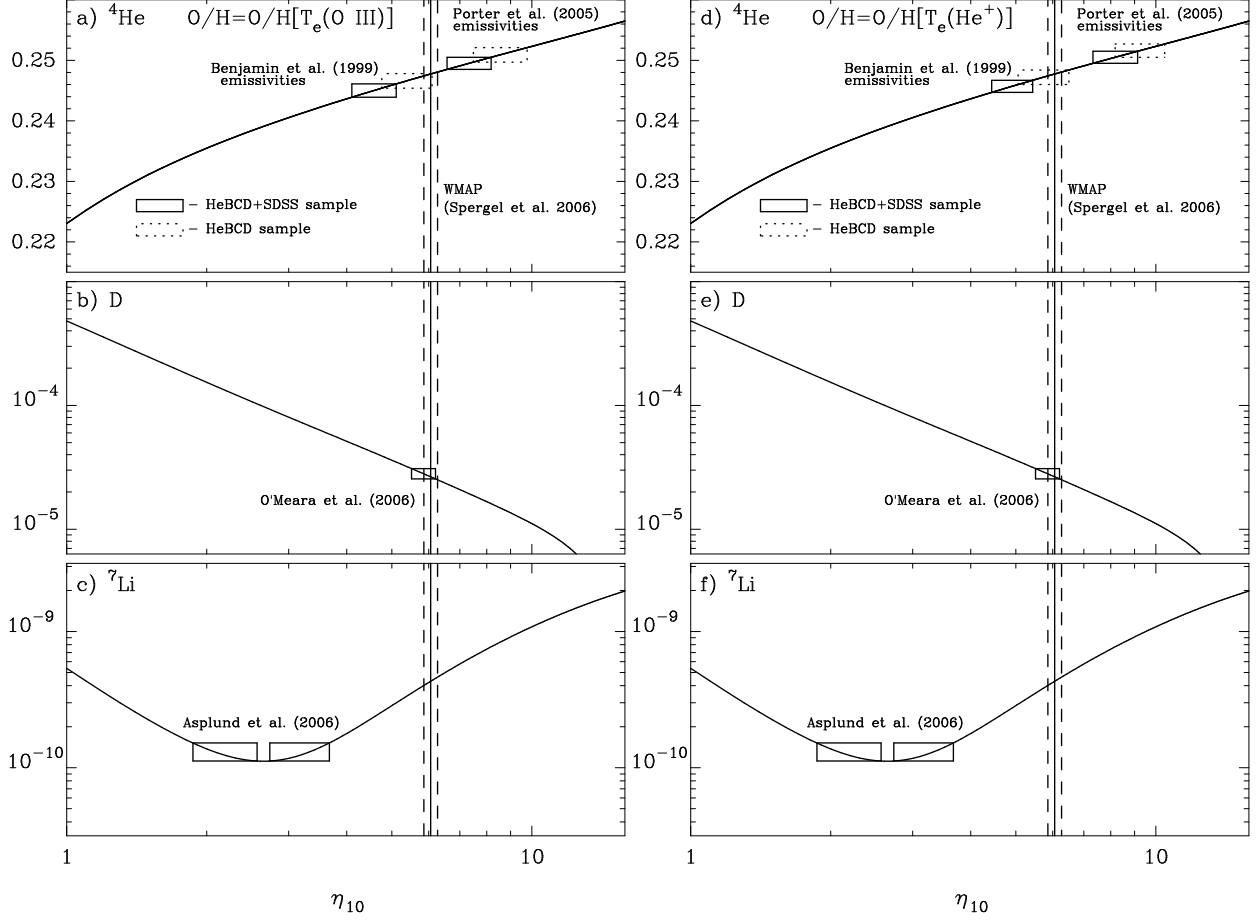 a) ⁴He O/H=O/H[Tₑ(O III)]
Porter et al. (2005)
emissivities
Benjamin et al. (1999)
emissivities
0.25
0.24
0.23
0.22
WMAP
(Spergel et al. 2006)
– HeBCD+SDSS sample
– HeBCD sample
b) D
10⁻⁴
10⁻⁵
O'Meara et al. (2006)
c) ⁷Li
10⁻⁹
10⁻¹⁰
Asplund et al. (2006)
1 10
η₁₀
d) ⁴He O/H=O/H[Tₑ(He⁺)]
Porter et al. (2005)
emissivities
Benjamin et al. (1999)
emissivities
0.25
0.24
0.23
0.22
WMAP
(Spergel et al. 2006)
– HeBCD+SDSS sample
– HeBCD sample
e) D
10⁻⁴
10⁻⁵
O'Meara et al. (2006)
f) ⁷Li
10⁻⁹
10⁻¹⁰
Asplund et al. (2006)
1 10
η₁₀